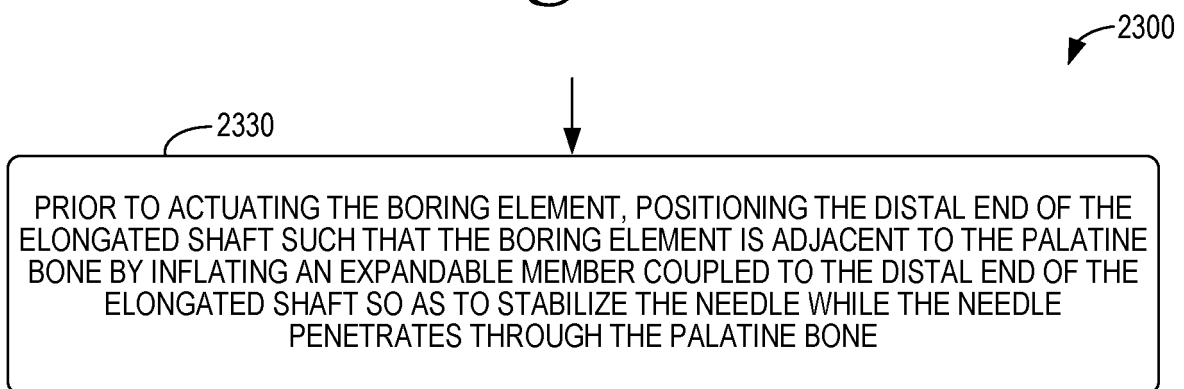 2300
2330
PRIOR TO ACTUATING THE BORING ELEMENT, POSITIONING THE DISTAL END OF THE
ELONGATED SHAFT SUCH THAT THE BORING ELEMENT IS ADJACENT TO THE PALATINE
BONE BY INFLATING AN EXPANDABLE MEMBER COUPLED TO THE DISTAL END OF THE
ELONGATED SHAFT SO AS TO STABILIZE THE NEEDLE WHILE THE NEEDLE
PENETRATES THROUGH THE PALATINE BONE